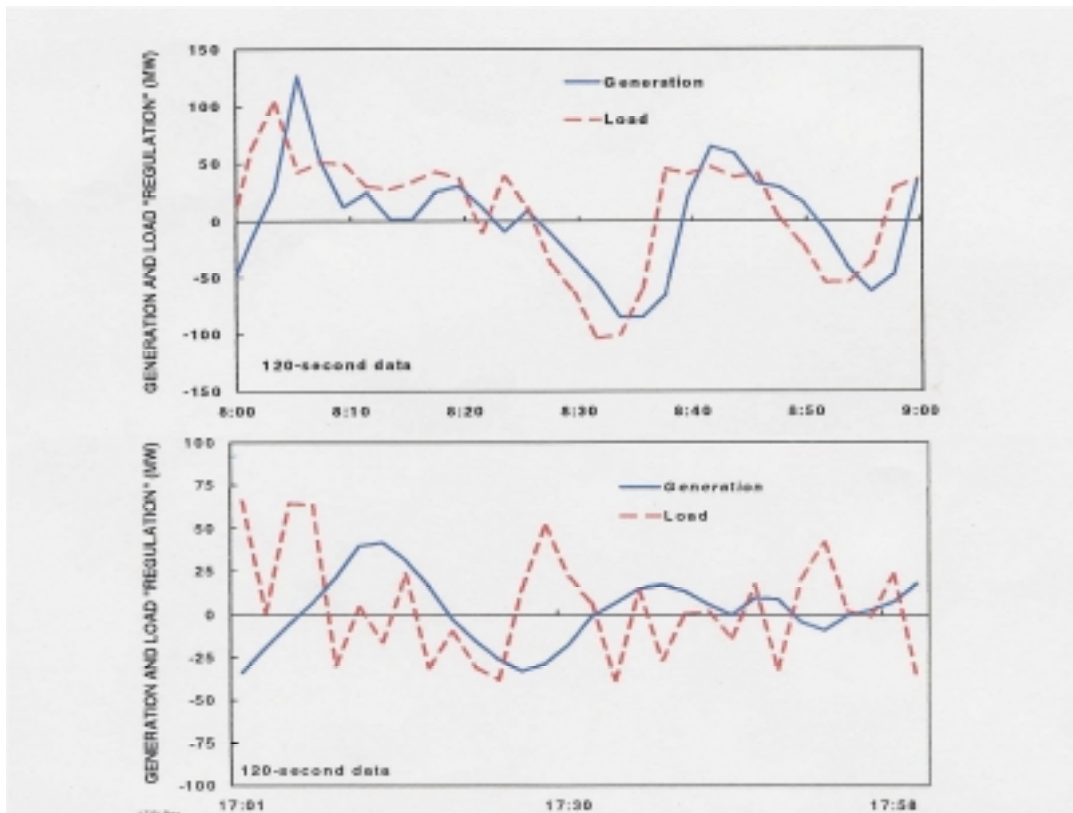 GENERATION AND LOAD "REGULATION" (MW)
150
100
50
0
-50
-100
-150
Generation
Load
120-second data
8:00 8:10 8:20 8:30 8:40 8:50 9:00
GENERATION AND LOAD "REGULATION" (MW)
100
75
50
25
0
-25
-50
-75
-100
Generation
Load
120-second data
17:01 17:30 17:58